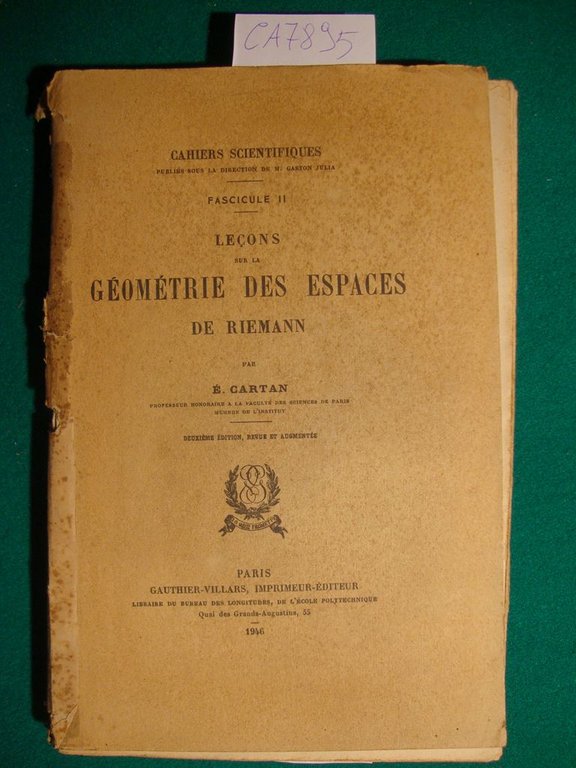 CA7895
CAHIERS SCIENTIFIQUES
PUBLIÉS SOUS LA DIRECTION DE M. GASTON JULIA
FASCICULE II
LEÇONS
SUR LA
GÉOMÉTRIE DES ESPACES
DE RIEMANN
PAR
É. CARTAN
PROFESSEUR HONORAIRE A LA FACULTÉ DES SCIENCES DE PARIS
MEMBRE DE L'INSTITUT
DEUXIÈME ÉDITION, REVUE ET AUGMENTÉE
PARIS
GAUTHIER-VILLARS, IMPRIMEUR-ÉDITEUR
LIBRAIRE DU BUREAU DES LONGITUDES, DE L'ÉCOLE POLYTECHNIQUE
Quai des Grands-Augustins, 55
1946